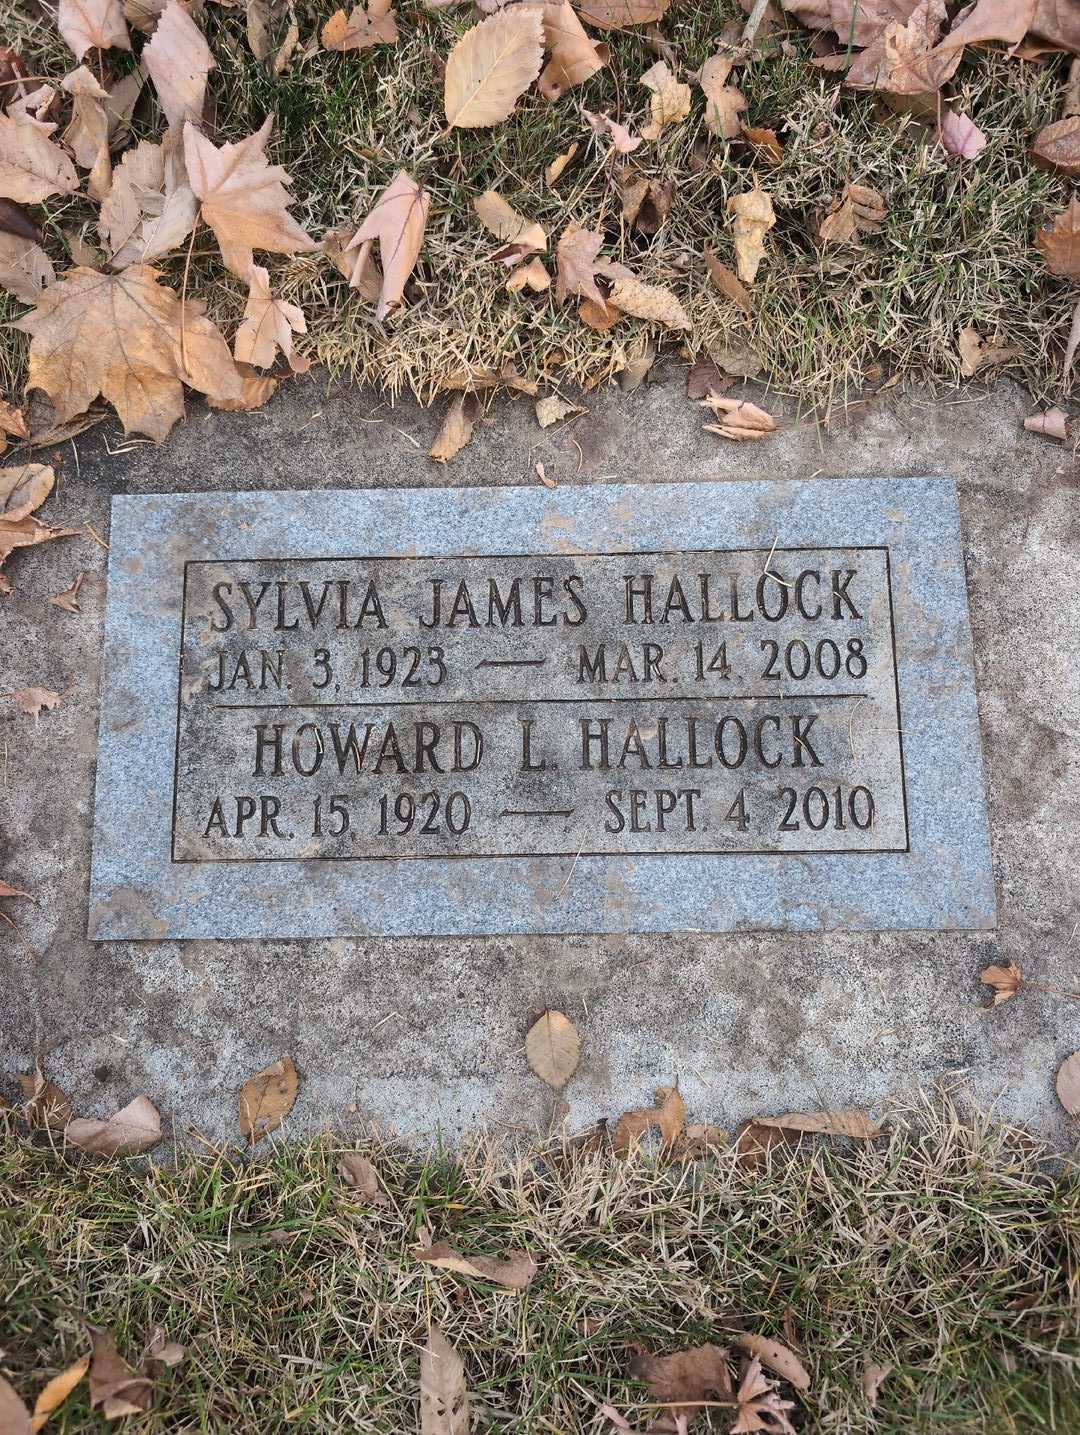 SYLVIA JAMES HALLOCK
JAN. 3, 1923 — MAR. 14, 2008
HOWARD L. HALLOCK
APR. 15, 1920 — SEPT. 4, 2010